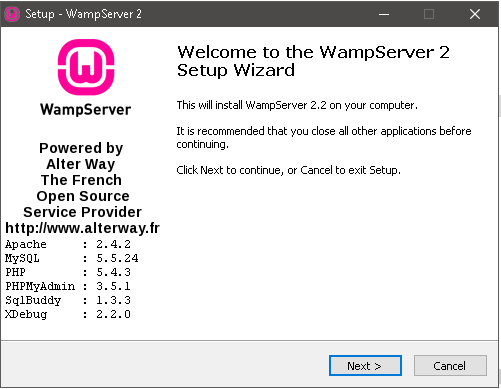 Setup - WampServer 2
WampServer
Powered by
Alter Way
The French
Open Source
Service Provider
http://www.alterway.fr
Apache : 2.4.2
MySQL : 5.5.24
PHP : 5.4.3
PHPMyAdmin : 3.5.1
SqlBuddy : 1.3.3
XDebug : 2.2.0
Welcome to the WampServer 2
Setup Wizard
This will install WampServer 2.2 on your computer.
It is recommended that you close all other applications before
continuing.
Click Next to continue, or Cancel to exit Setup.
Next >
Cancel